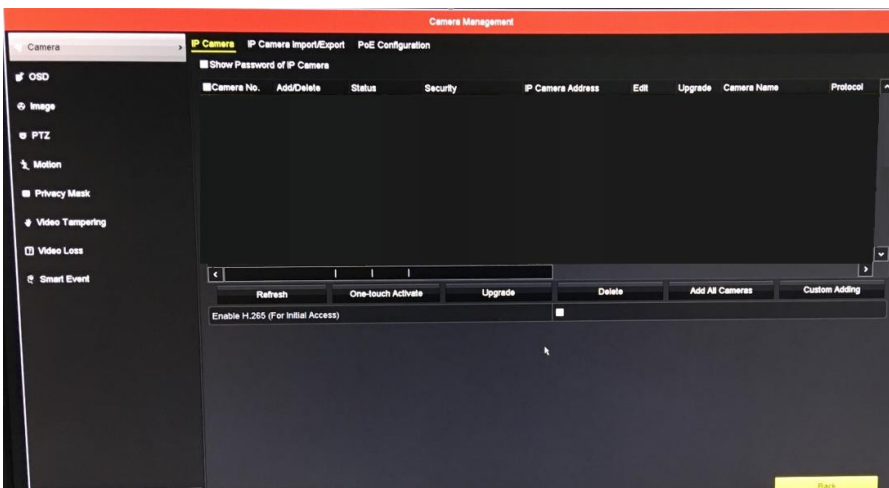 Camera Management
Camera
IP Camera IP Camera Import/Export PoE Configuration
Show Password of IP Camera
Camera No. Add/Delete Status Security IP Camera Address Edit Upgrade Camera Name Protocol
OSD
Image
PTZ
Motion
Privacy Mask
Video Tampering
Video Loss
Smart Event
Refresh One-touch Activate Upgrade Delete Add All Cameras Custom Adding
Enable H.265 (For Initial Access)
Back